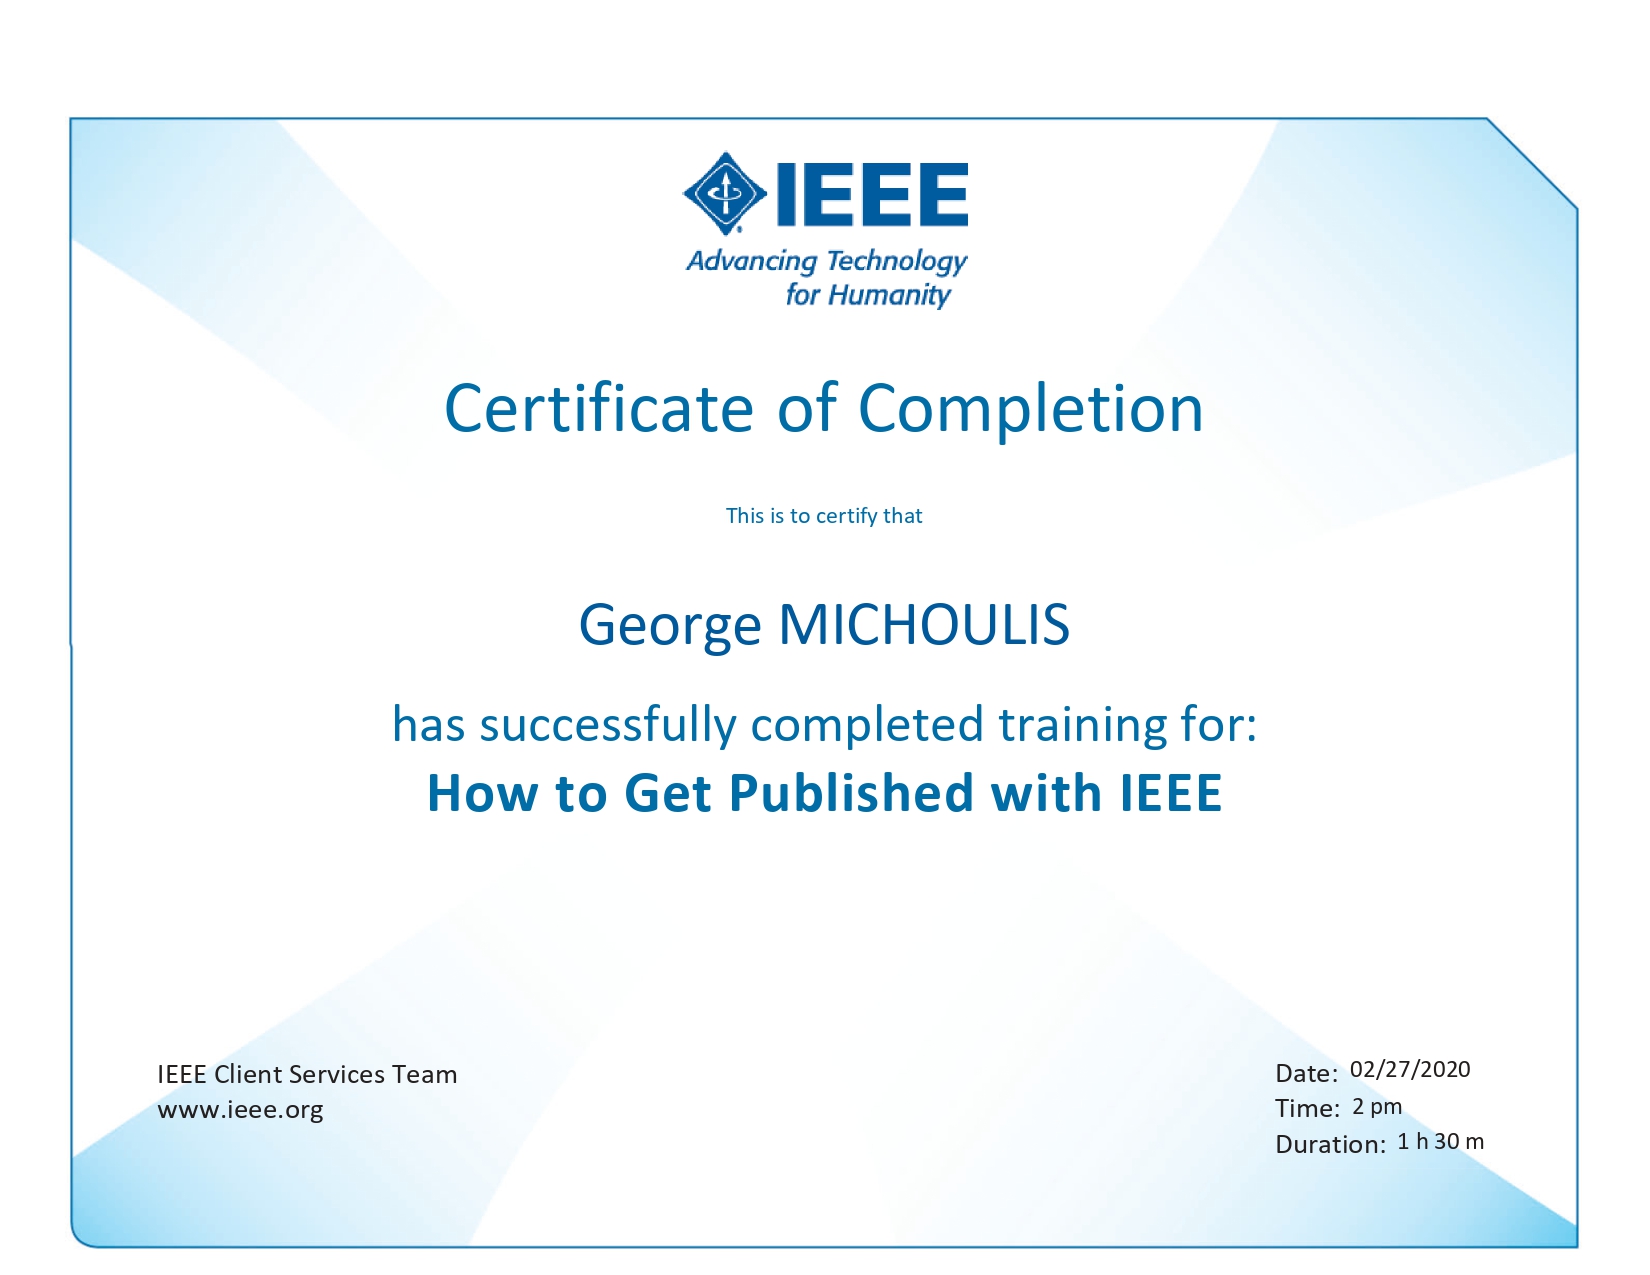 IEEE
Advancing Technology
for Humanity
Certificate of Completion
This is to certify that
George MICHOULIS
has successfully completed training for:
How to Get Published with IEEE
IEEE Client Services Team
www.ieee.org
Date: 02/27/2020
Time: 2 pm
Duration: 1 h 30 m